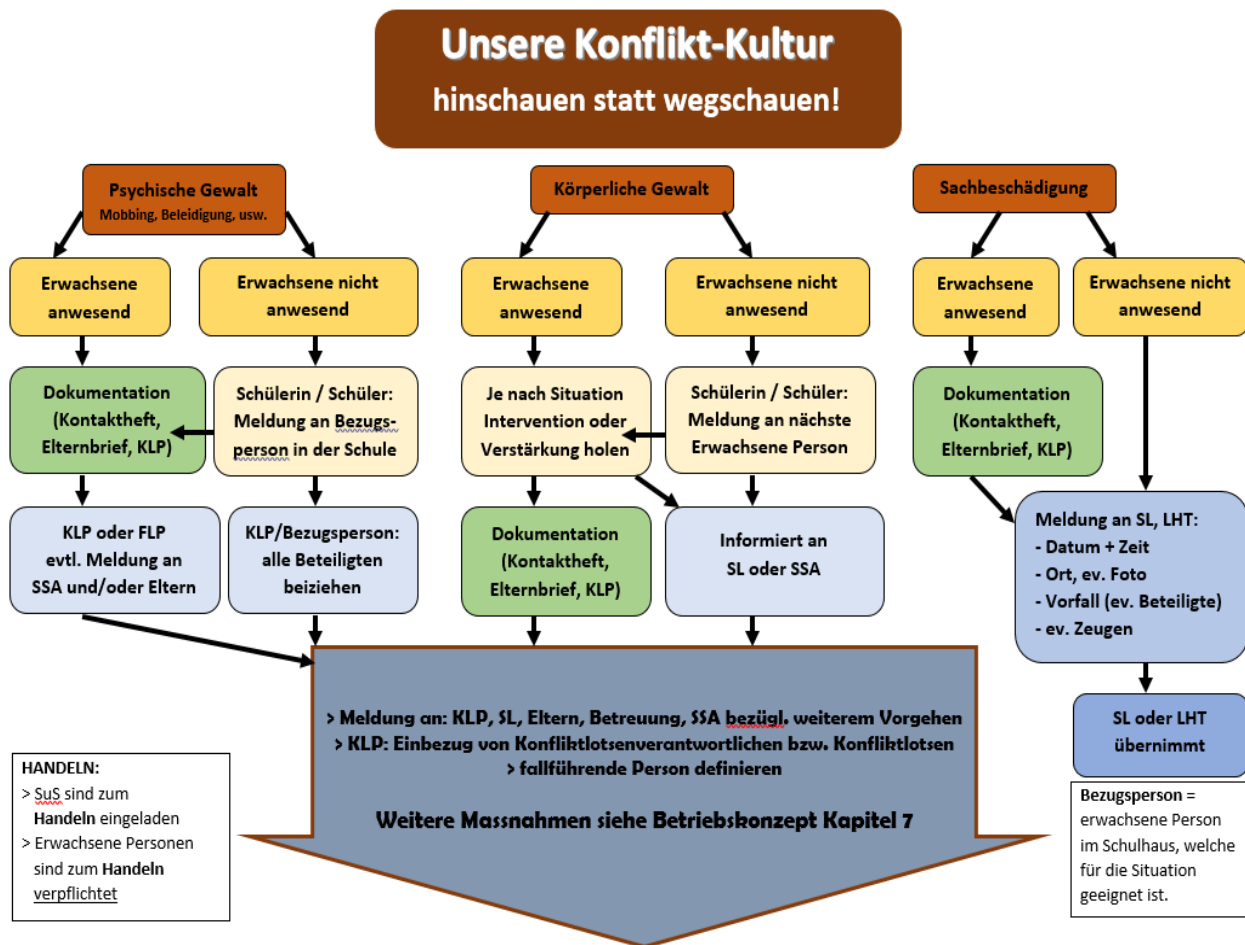 Unsere Konflikt-Kultur
hinschauen statt wegschauen!
Psychische Gewalt
Mobbing, Beleidigung, usw.
Körperliche Gewalt
Sachbeschädigung
Erwachsene
anwesend
Erwachsene nicht
anwesend
Erwachsene
anwesend
Erwachsene nicht
anwesend
Erwachsene
anwesend
Erwachsene nicht
anwesend
Dokumentation
(Kontaktheft,
Elternbrief, KLP)
Schülerin / Schüler:
Meldung an Bezugs-
person in der Schule
Je nach Situation
Intervention oder
Verstärkung holen
Schülerin / Schüler:
Meldung an nächste
Erwachsene Person
Dokumentation
(Kontaktheft,
Elternbrief, KLP)
KLP oder FLP
evtl. Meldung an
SSA und/oder Eltern
KLP/Bezugsperson:
alle Beteiligten
beiziehen
Dokumentation
(Kontaktheft,
Elternbrief, KLP)
Informiert an
SL oder SSA
Meldung an SL, LHT:
- Datum + Zeit
- Ort, ev. Foto
- Vorfall (ev. Beteiligte)
- ev. Zeugen
> Meldung an: KLP, SL, Eltern, Betreuung, SSA bezügl. weiterem Vorgehen
> KLP: Einbezug von Konfliktlotsenverantwortlichen bzw. Konfliktlotsen
> fallführende Person definieren
Weitere Massnahmen siehe Betriebskonzept Kapitel 7
SL oder LHT
übernimmt
HANDELN:
> SuS sind zum
Handeln eingeladen
> Erwachsene Personen
sind zum Handeln
verpflichtet
Bezugsperson =
erwachsene Person
im Schulhaus, welche
für die Situation
geeignet ist.